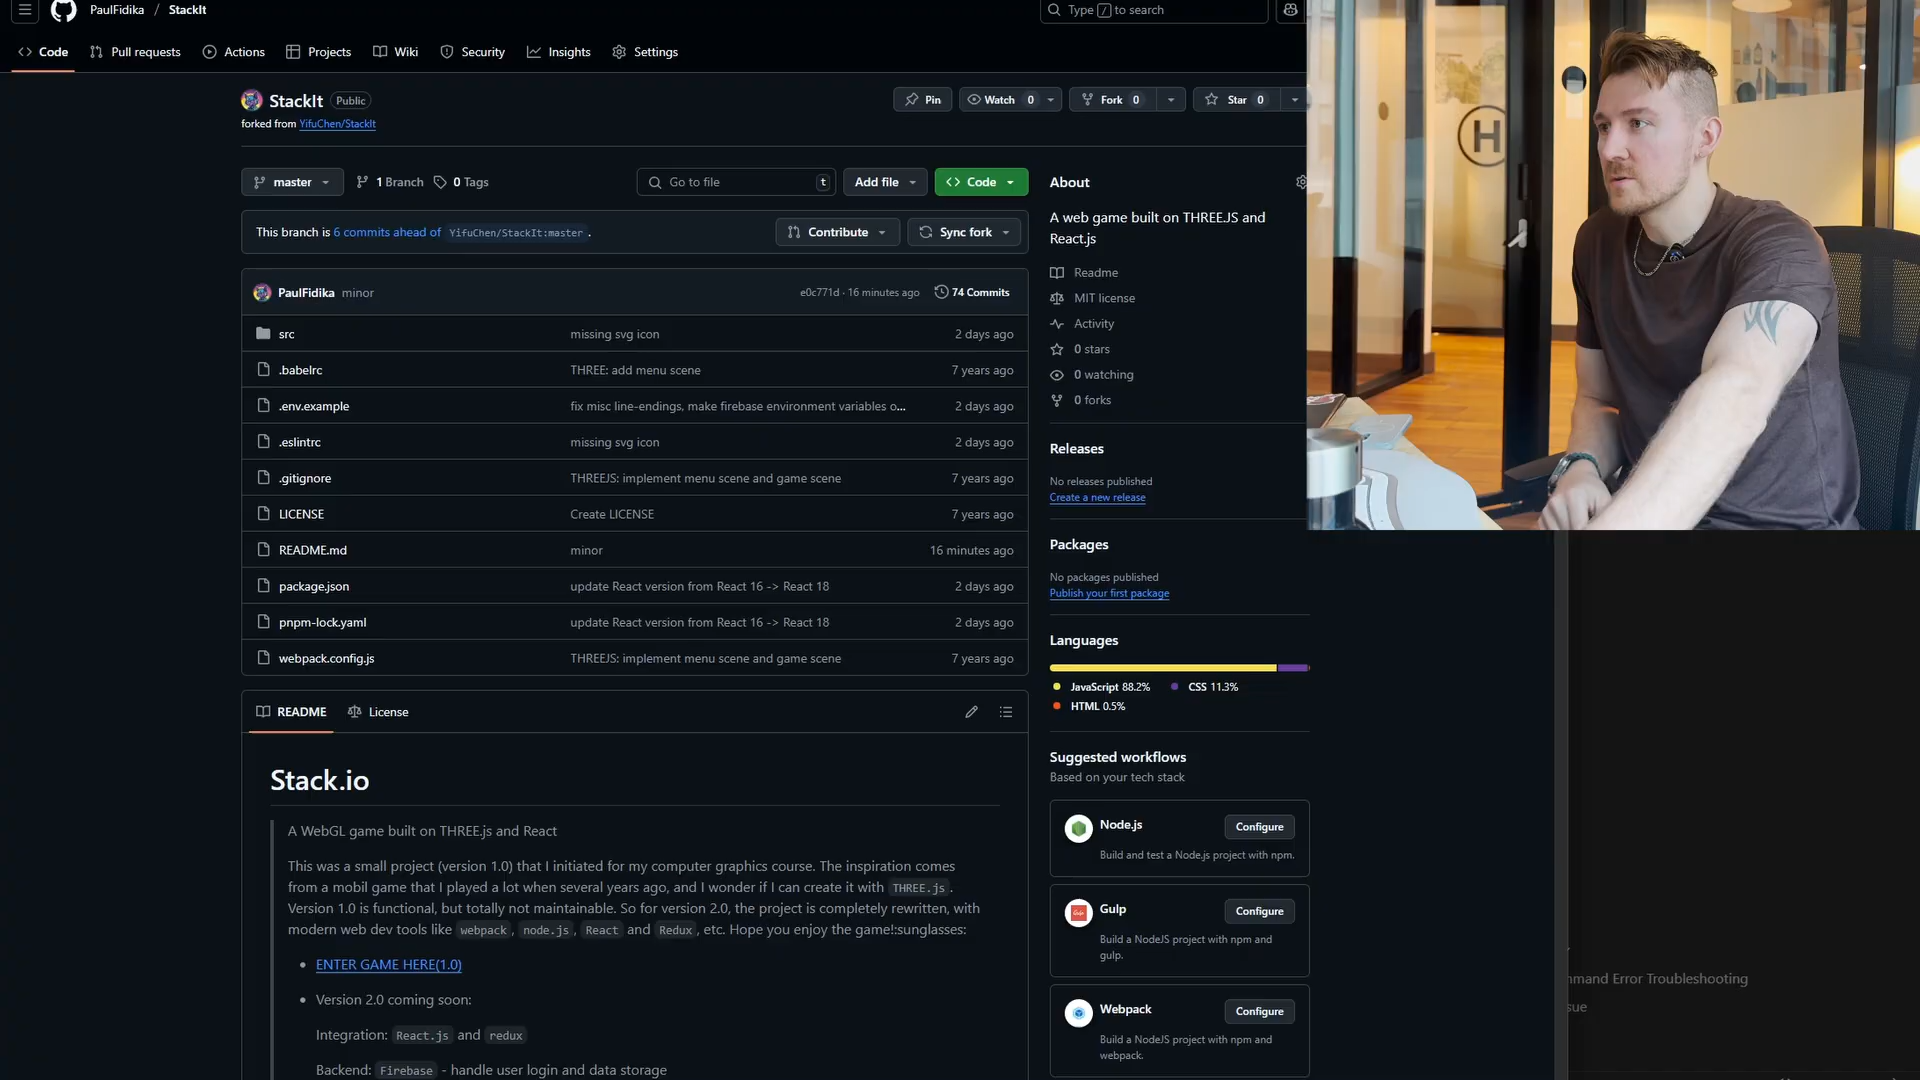 PaulFidika / StackIt
Type / to search
Code Pull requests Actions Projects Wiki Security Insights Settings
StackIt Public
Pin Watch 0 Fork 0 Star 0
forked from YifuChen/StackIt
master 1 Branch 0 Tags Go to file t Add file Code
This branch is 6 commits ahead of YifuChen/StackIt:master . Contribute Sync fork
PaulFidika minor e0c771d · 16 minutes ago 74 Commits
src missing svg icon 2 days ago
.babelrc THREE: add menu scene 7 years ago
.env.example fix misc line-endings, make firebase environment variables o... 2 days ago
.eslintrc missing svg icon 2 days ago
.gitignore THREEJS: implement menu scene and game scene 7 years ago
LICENSE Create LICENSE 7 years ago
README.md minor 16 minutes ago
package.json update React version from React 16 -> React 18 2 days ago
pnpm-lock.yaml update React version from React 16 -> React 18 2 days ago
webpack.config.js THREEJS: implement menu scene and game scene 7 years ago
README License
Stack.io
A WebGL game built on THREE.js and React
This was a small project (version 1.0) that I initiated for my computer graphics course. The inspiration comes
from a mobil game that I played a lot when several years ago, and I wonder if I can create it with THREE.js.
Version 1.0 is functional, but totally not maintainable. So for version 2.0, the project is completely rewritten, with
modern web dev tools like webpack, node.js, React and Redux, etc. Hope you enjoy the game!:sunglasses:
• ENTER GAME HERE(1.0)
• Version 2.0 coming soon:
Integration: React.js and redux
Backend: Firebase - handle user login and data storage
About
A web game built on THREE.JS and
React.js
Readme
MIT license
Activity
0 stars
0 watching
0 forks
Releases
No releases published
Create a new release
Packages
No packages published
Publish your first package
Languages
JavaScript 88.2% CSS 11.3%
HTML 0.5%
Suggested workflows
Based on your tech stack
Node.js Configure
Build and test a Node.js project with npm.
Gulp Configure
Build a NodeJS project with npm and
gulp.
Webpack Configure
Build a NodeJS project with npm and
webpack.
H
mmand Error Troubleshooting
sue